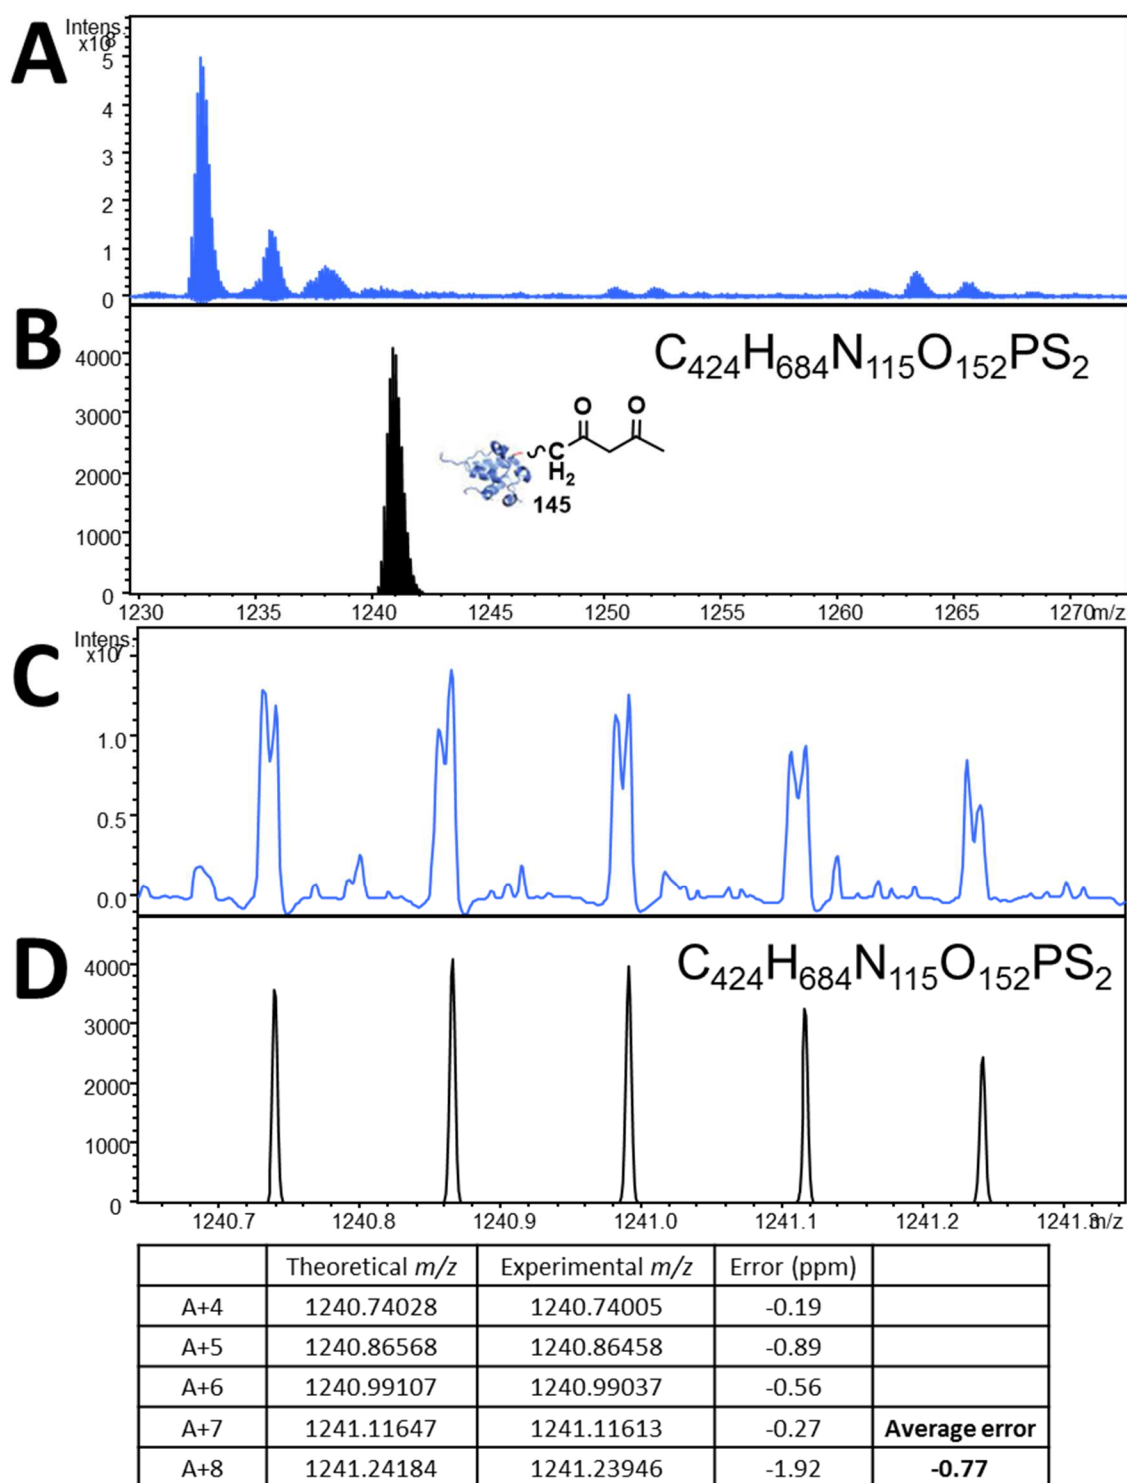 A
Intens.
x10⁸
5
4
3
2
1
0
B
C₄₂₄H₆₈₄N₁₁₅O₁₅₂PS₂
4000
3000
2000
1000
0
O O
C
H₂
145
1230 1235 1240 1245 1250 1255 1260 1265 1270 m/z
C
Intens.
x10⁷
1.0
0.5
0.0
D
C₄₂₄H₆₈₄N₁₁₅O₁₅₂PS₂
4000
3000
2000
1000
0
1240.7 1240.8 1240.9 1241.0 1241.1 1241.2 1241.3 m/z
Theoretical m/z Experimental m/z Error (ppm)
A+4 1240.74028 1240.74005 -0.19
A+5 1240.86568 1240.86458 -0.89
A+6 1240.99107 1240.99037 -0.56
A+7 1241.11647 1241.11613 -0.27 Average error
A+8 1241.24184 1241.23946 -1.92 -0.77